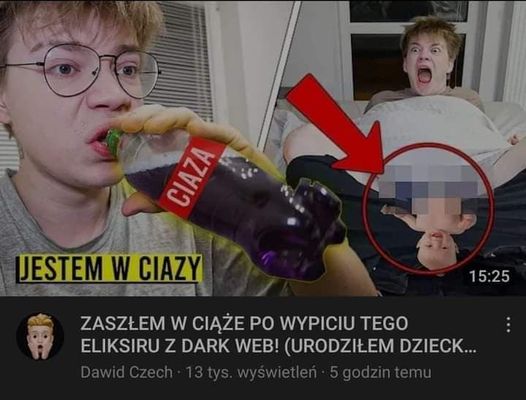 CIAZA
JESTEM W CIAZY
15:25
ZASZŁEM W CIĄŻE PO WYPICIU TEGO
ELIKSIRU Z DARK WEB! (URODZIŁEM DZIECK...
Dawid Czech · 13 tys. wyświetleń · 5 godzin temu